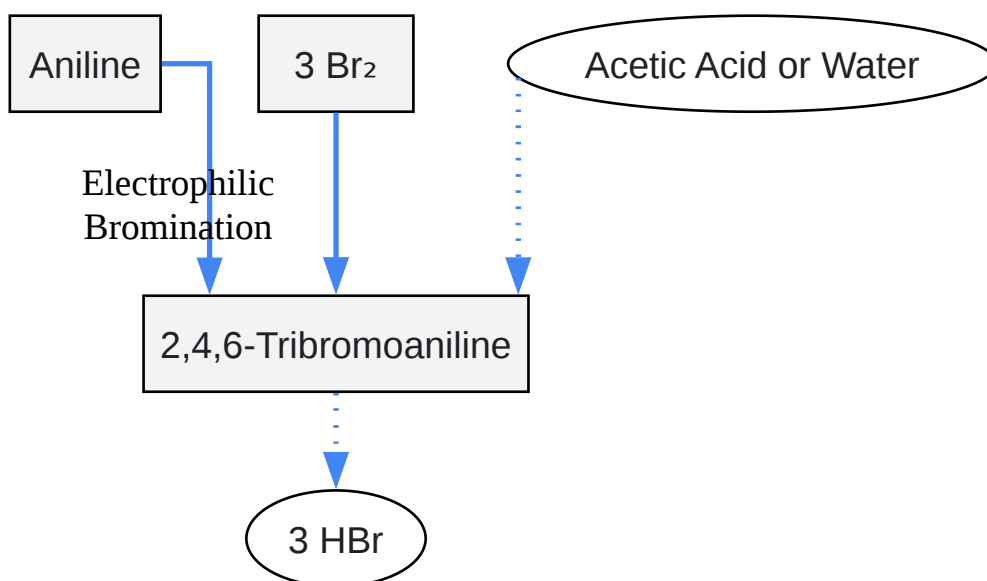 Aniline
3 Br₂
Acetic Acid or Water
Electrophilic
Bromination
2,4,6-Tribromoaniline
3 HBr